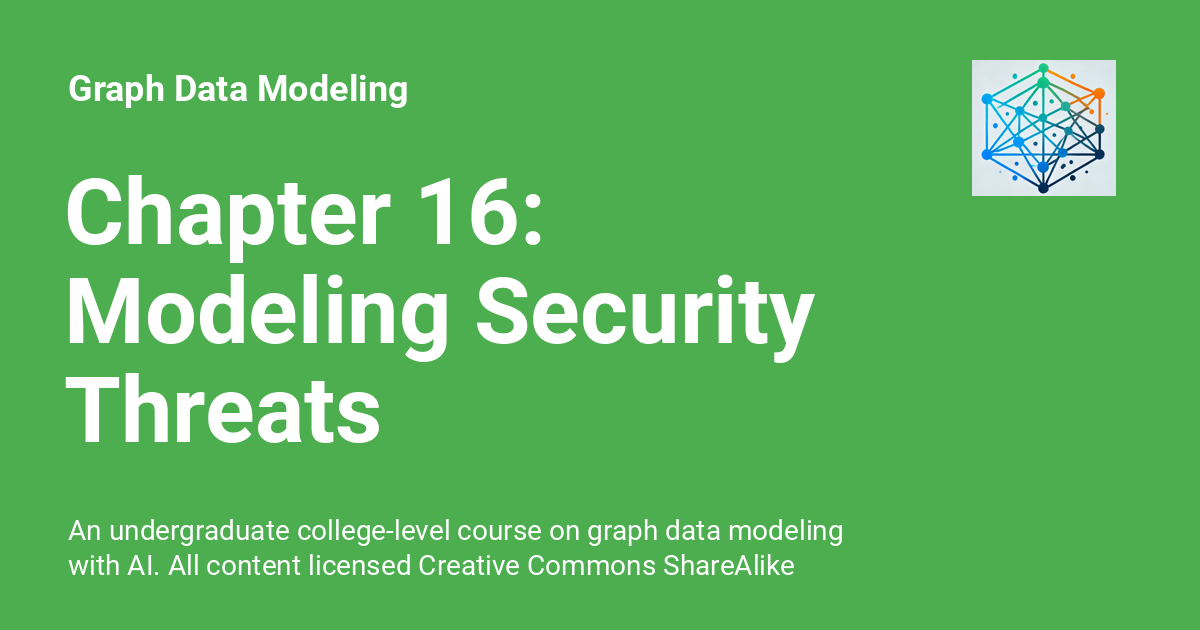 Graph Data Modeling
Chapter 16:
Modeling Security
Threats
An undergraduate college-level course on graph data modeling
with AI. All content licensed Creative Commons ShareAlike